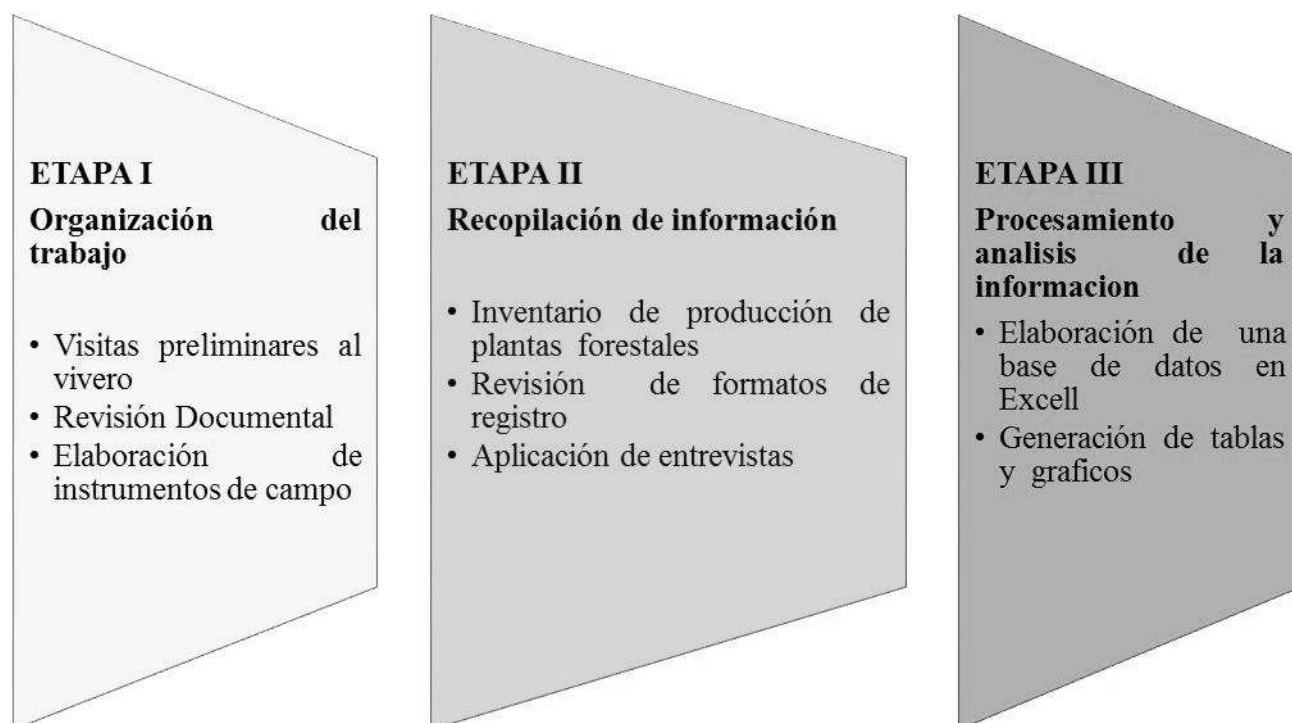 ETAPA I
Organización del
trabajo
• Visitas preliminares al
vivero
• Revisión Documental
• Elaboración de
instrumentos de campo
ETAPA II
Recopilación de información
• Inventario de producción de
plantas forestales
• Revisión de formatos de
registro
• Aplicación de entrevistas
ETAPA III
Procesamiento y
analisis de la
informacion
• Elaboración de una
base de datos en
Excell
• Generación de tablas
y graficos